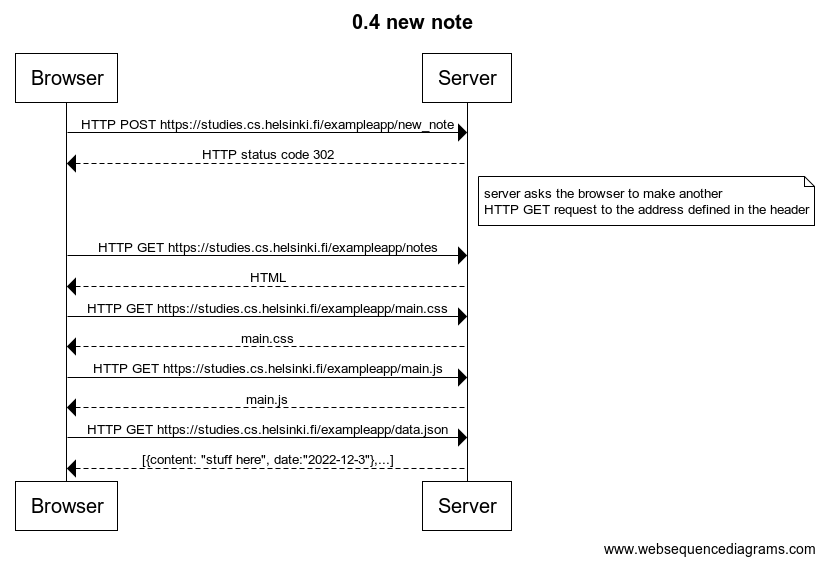 0.4 new note
Browser
Server
HTTP POST https://studies.cs.helsinki.fi/exampleapp/new_note
HTTP status code 302
server asks the browser to make another
HTTP GET request to the address defined in the header
HTTP GET https://studies.cs.helsinki.fi/exampleapp/notes
HTML
HTTP GET https://studies.cs.helsinki.fi/exampleapp/main.css
main.css
HTTP GET https://studies.cs.helsinki.fi/exampleapp/main.js
main.js
HTTP GET https://studies.cs.helsinki.fi/exampleapp/data.json
[{content: "stuff here", date:"2022-12-3"},...]
Browser
Server
www.websequencediagrams.com